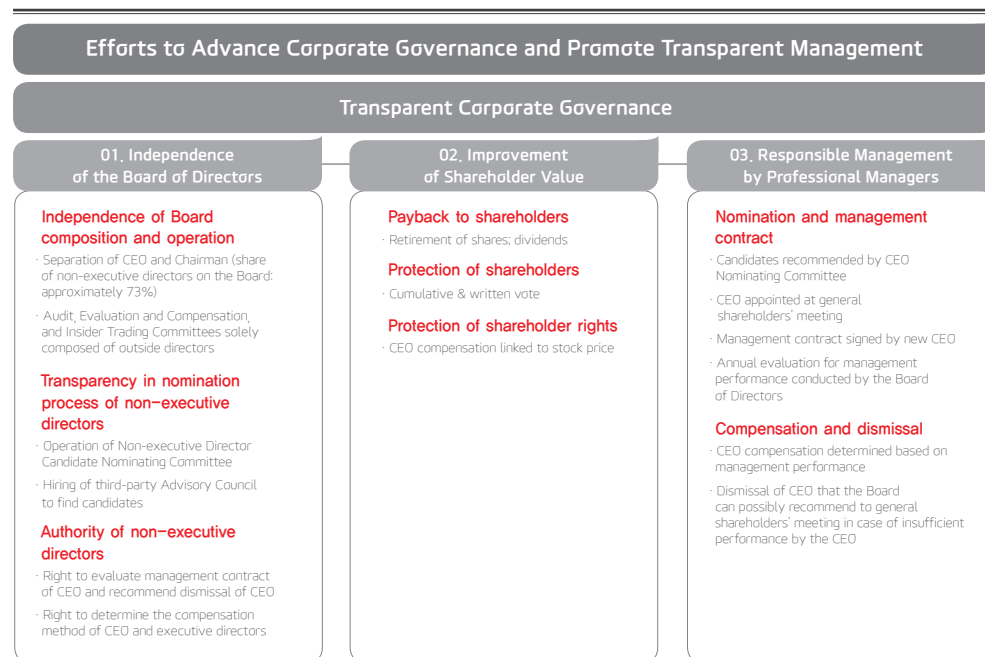 Efforts to Advance Corporate Governance and Promote Transparent Management
Transparent Corporate Governance
01. Independence
of the Board of Directors
Independence of Board
composition and operation
· Separation of CEO and Chairman (share
of non-executive directors on the Board:
approximately 73%)
· Audit, Evaluation and Compensation,
and Insider Trading Committees solely
composed of outside directors
Transparency in nomination
process of non-executive
directors
· Operation of Non-executive Director
Candidate Nominating Committee
· Hiring of third-party Advisory Council
to find candidates
Authority of non-executive
directors
· Right to evaluate management contract
of CEO and recommend dismissal of CEO
· Right to determine the compensation
method of CEO and executive directors
02. Improvement
of Shareholder Value
Payback to shareholders
· Retirement of shares; dividends
Protection of shareholders
· Cumulative & written vote
Protection of shareholder rights
· CEO compensation linked to stock price
03. Responsible Management
by Professional Managers
Nomination and management
contract
· Candidates recommended by CEO
Nominating Committee
· CEO appointed at general
shareholders' meeting
· Management contract signed by new CEO
· Annual evaluation for management
performance conducted by the Board
of Directors
Compensation and dismissal
· CEO compensation determined based on
management performance
· Dismissal of CEO that the Board
can possibly recommend to general
shareholders' meeting in case of insufficient
performance by the CEO